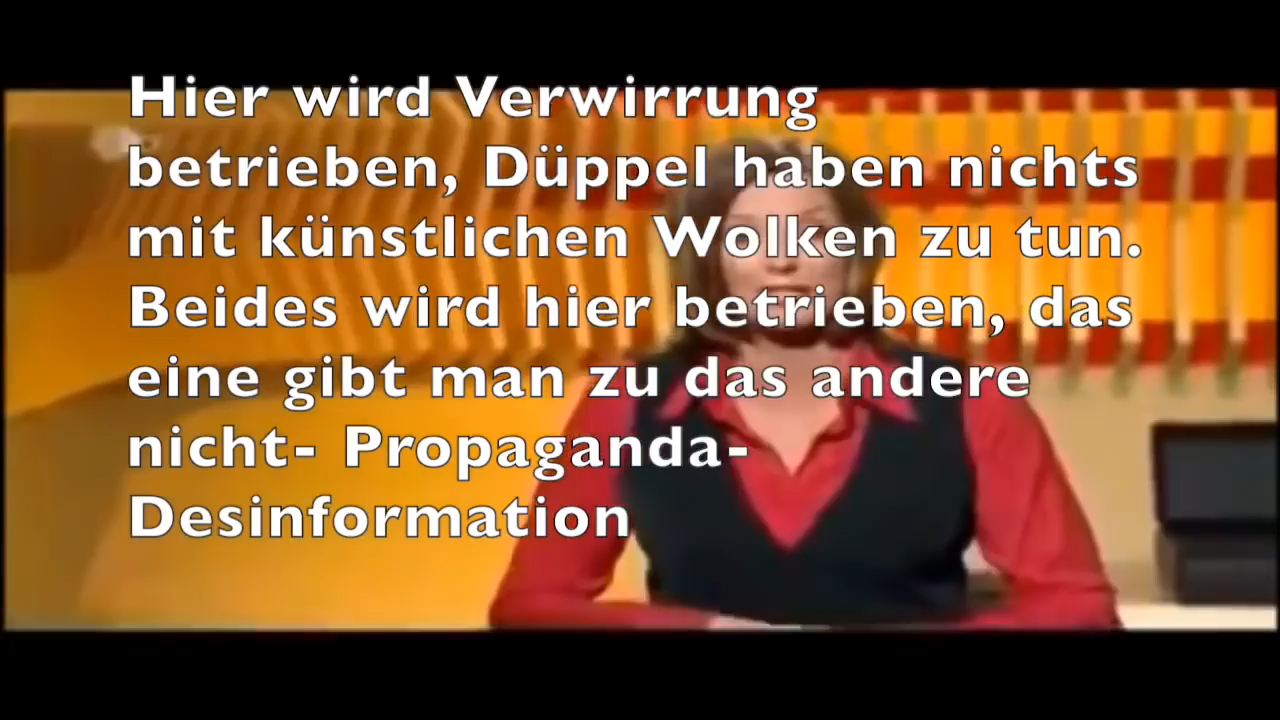 Hier wird Verwirrung
betrieben, Düppel haben nichts
mit künstlichen Wolken zu tun.
Beides wird hier betrieben, das
eine gibt man zu das andere
nicht- Propaganda-
Desinformation